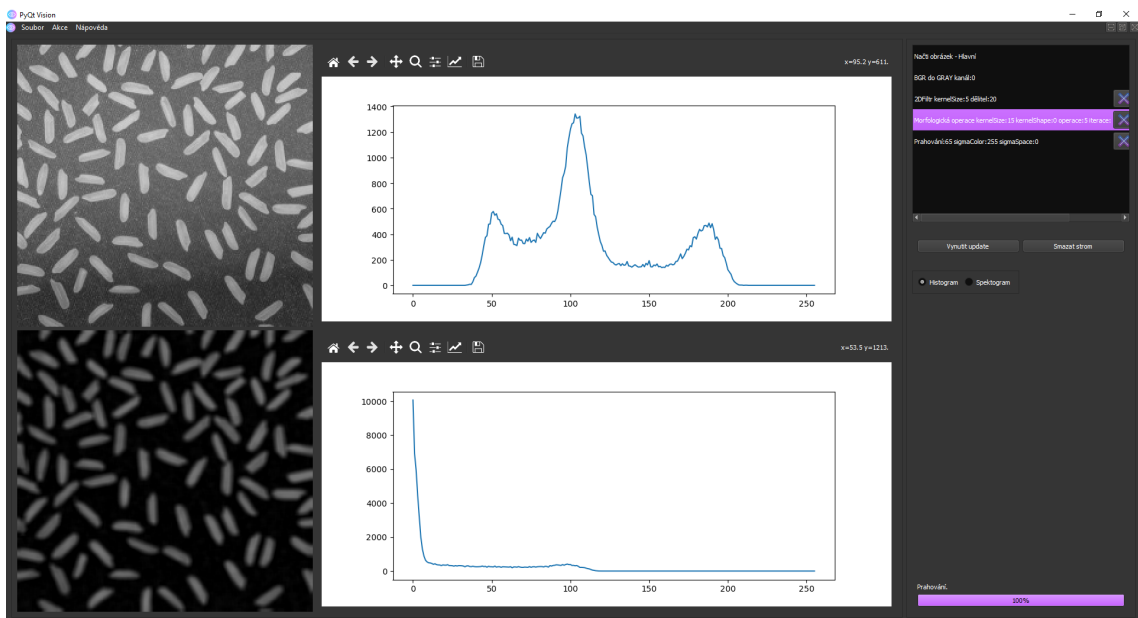 PyQt Vision
Soubor Akce Nápověda
x=95.2 y=611.
1400
1200
1000
800
600
400
200
0
0 50 100 150 200 250
x=53.5 y=1213.
10000
8000
6000
4000
2000
0
0 50 100 150 200 250
Načti obrázek - Hlavní
BGR do GRAY kanál:0
2DFiltr kernelSize:5 dělitel:20
Morfologická operace kernelSize:15 kernelShape:0 operace:5 iterace:
Prahování:65 sigmaColor:255 sigmaSpace:0
Vynutit update Smazat strom
Histogram Spektogram
Prahování.
100%